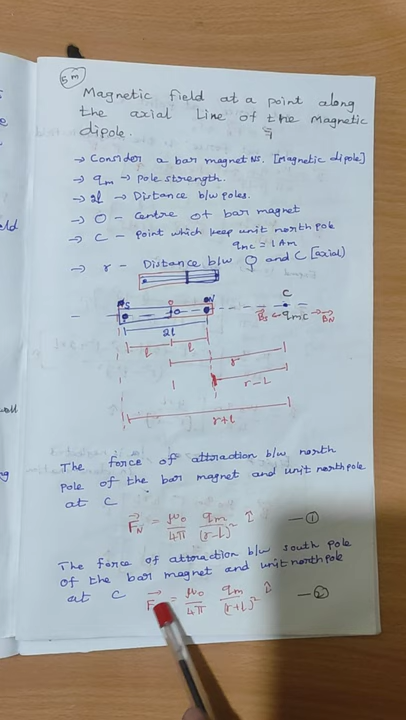 5m
Magnetic field at a point along
the axial Line of the Magnetic
dipole.
→ Consider a bar magnet NS. [Magnetic dipole]
→ qm → Pole strength.
→ 2l → Distance b/w poles.
→ O - Centre of bar magnet
→ C - Point which keep unit north pole
qmc = 1 Am
→ r - Distance b/w O and C [axial]
S O N C
B⃗s ← qmc → B⃗N
2l
l l r
r-l
r+l
The force of attraction b/w north
pole of the bar magnet and unit north pole
at C
F⃗N = μ0/4π qm/(r-l)² î —①
The force of attraction b/w south pole
of the bar magnet and unit north pole
at C F⃗ = μ0/4π qm/(r+l)² î —②